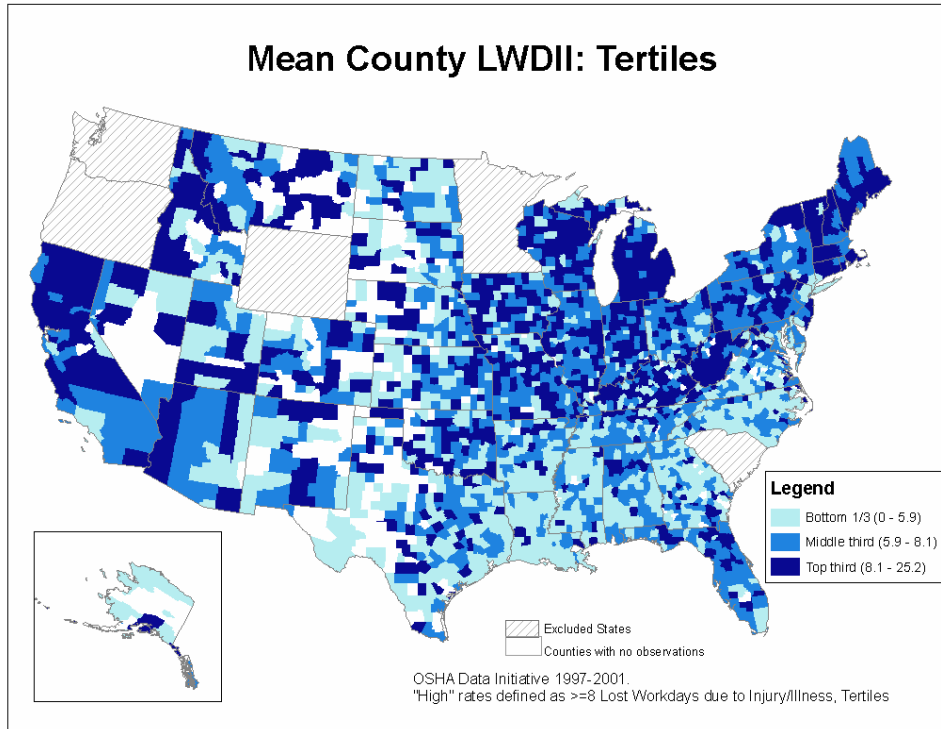 Mean County LWDII: Tertiles
Legend
Bottom 1/3 (0 - 5.9)
Middle third (5.9 - 8.1)
Top third (8.1 - 25.2)
Excluded States
Counties with no observations
OSHA Data Initiative 1997-2001.
"High" rates defined as >=8 Lost Workdays due to Injury/Illness, Tertiles